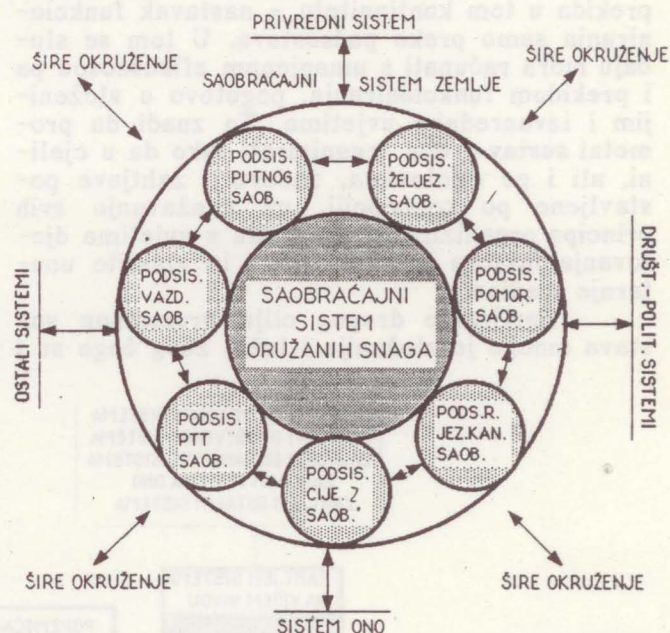 PRIVREDNI SISTEM
ŠIRE OKRUŽENJE
ŠIRE OKRUŽENJE
SAOBRAĆAJNI SISTEM ZEMLJE
PODSIS.
PUTNOG
SAOB.
PODSIS.
ŽELJEZ.
SAOB.
OSTALI SISTEMI
PODSIS.
VAZD.
SAOB.
SAOBRAĆAJNI
SISTEM
ORUŽANIH SNAGA
PODSIS.
POMOR.
SAOB.
DRUŠT-POLIT SISTEMI
PODSIS.
PTT
SAOB.
PODSIS.
SAOB.
PODS.R.
JEZ.KAN.
SAOB.
ŠIRE OKRUŽENJE
ŠIRE OKRUŽENJE
SISTEM ONO